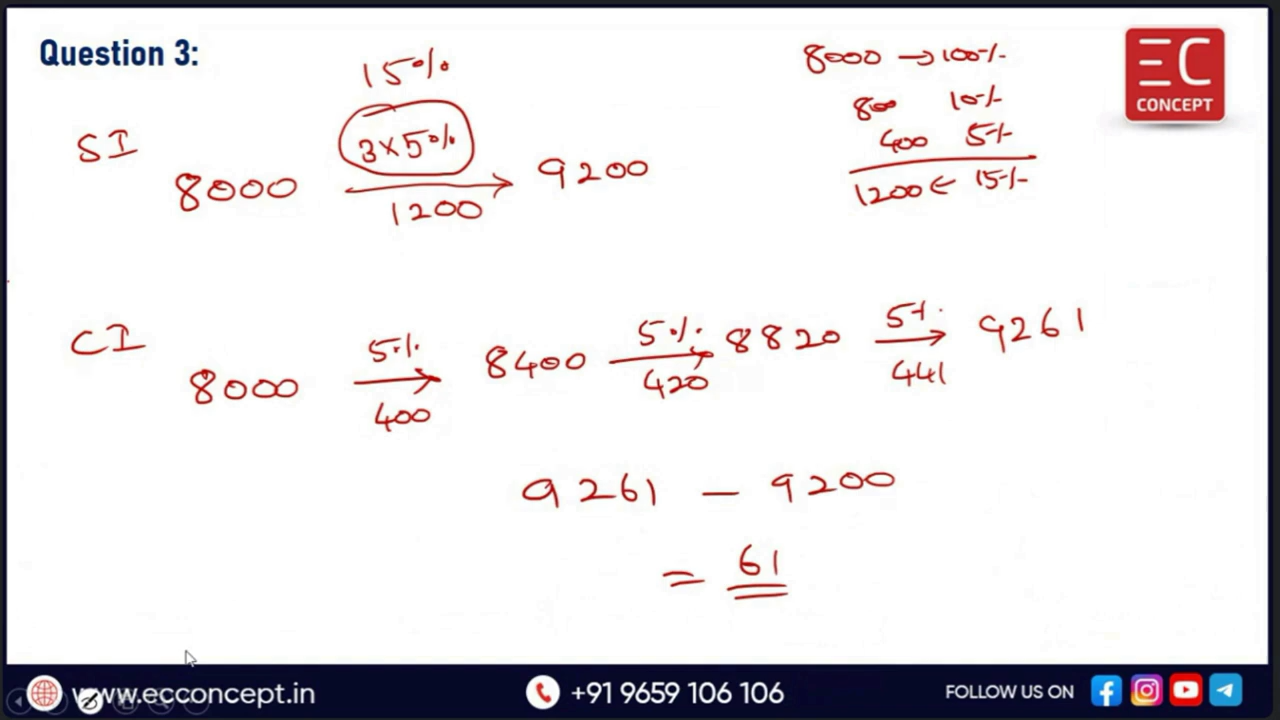 Question 3:
15%
8000 → 100%
EC
CONCEPT
800 10%
SI
3 × 5%
400 5%
8000 → 9200
1200 ← 15%
1200
CI
8000 5% → 8400 5% → 8820 5% → 9261
400 420 441
9261 – 9200
= 61
www.ecconcept.in +91 9659 106 106 FOLLOW US ON